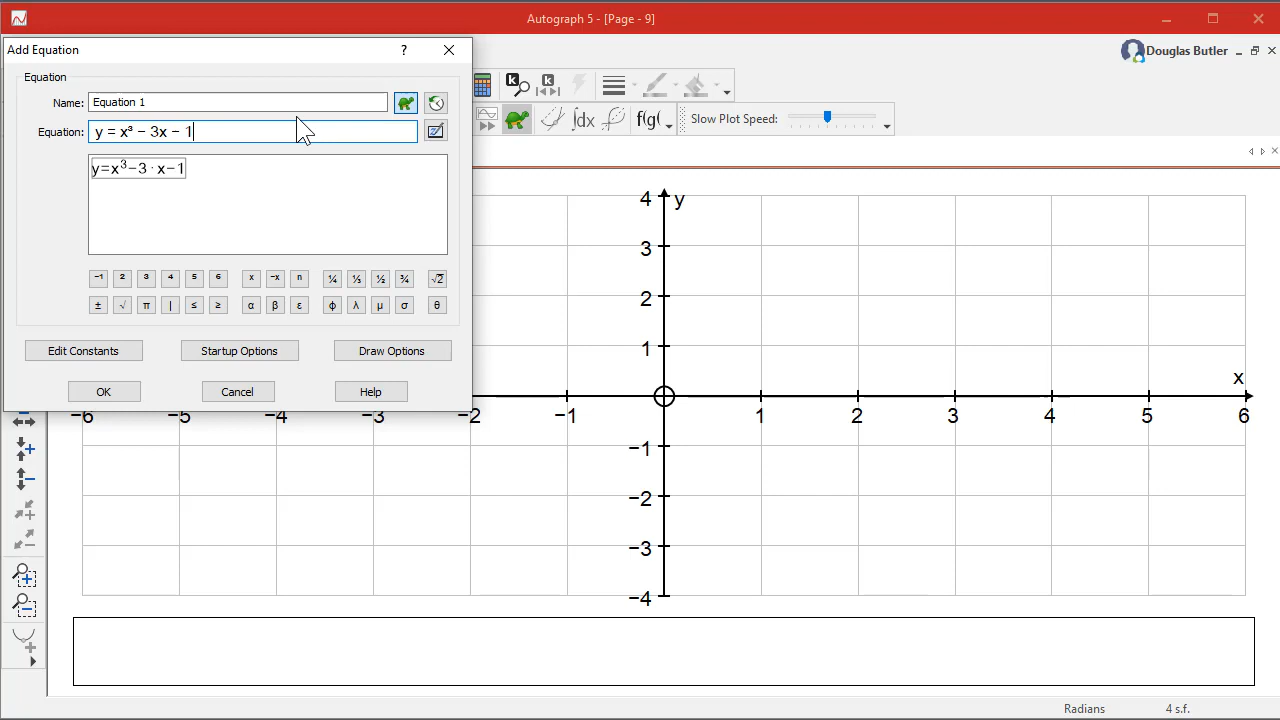 Autograph 5 - [Page - 9]
Add Equation
?
Douglas Butler
Equation
Name: Equation 1
Equation: y = x³ − 3x − 1
y=x³−3 · x−1
∫dx f(g( Slow Plot Speed:
⁻¹ ² ³ ⁴ ⁵ ⁶ ˣ ⁻ˣ ⁿ ¼ ⅓ ½ ¾ √2
± √ π | ≤ ≥ α β ε ϕ λ μ σ θ
Edit Constants Startup Options Draw Options
OK Cancel Help
4 y
3
2
1
x
−6 −5 −4 −3 −2 −1 0 1 2 3 4 5 6
−1
−2
−3
−4
Radians 4 s.f.